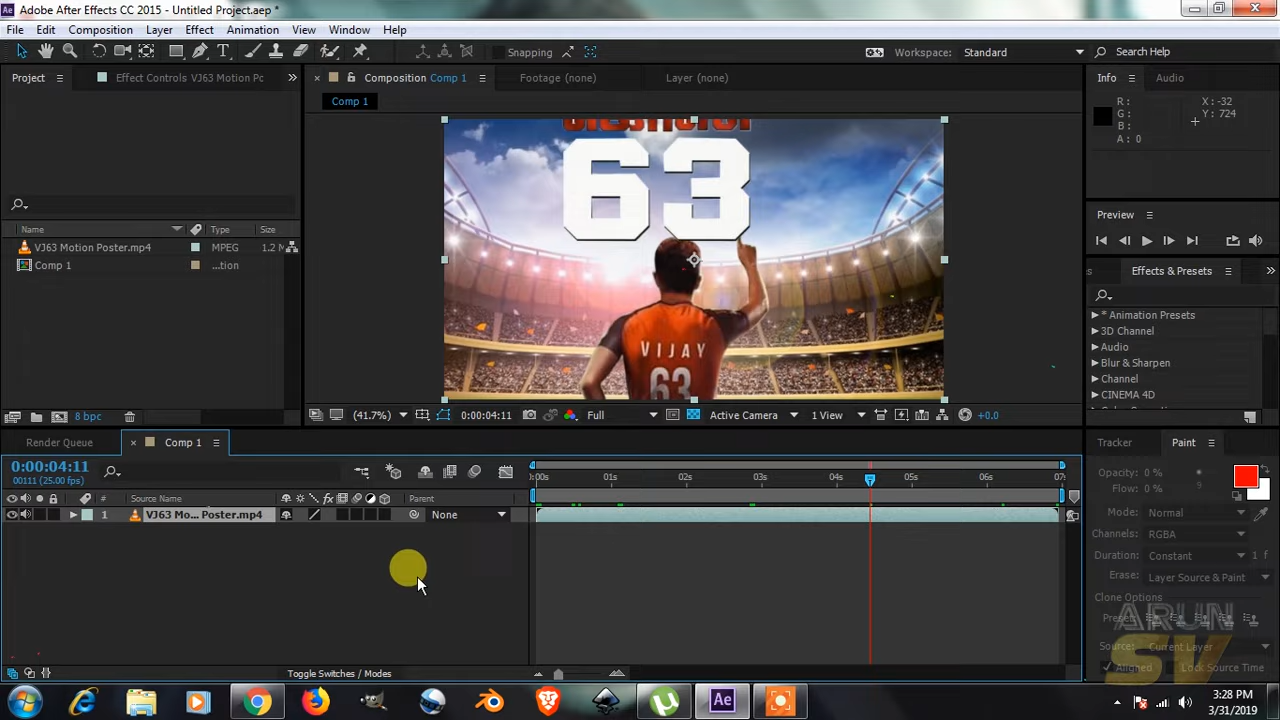 Adobe After Effects CC 2015 - Untitled Project.aep *
File Edit Composition Layer Effect Animation View Window Help
Snapping
Workspace: Standard
Search Help
Project
Effect Controls VJ63 Motion Pc
Composition Comp 1
Footage (none)
Layer (none)
Info
Audio
Comp 1
R :
G :
B :
A : 0
X : -32
Y : 724
63
VIJAY
63
Preview
Name Type Size
VJ63 Motion Poster.mp4 MPEG 1.2 M
Comp 1 ...tion
Effects & Presets
* Animation Presets
3D Channel
Audio
Blur & Sharpen
Channel
CINEMA 4D
8 bpc
(41.7%) 0:00:04:11 Full Active Camera 1 View +0.0
Render Queue
Comp 1
Tracker
Paint
0:00:04:11
00111 (25.00 fps)
:00s 01s 02s 03s 04s 05s 06s 07s
# Source Name fx Parent
1 VJ63 Mo... Poster.mp4 None
Opacity: 0 %
Flow: 0 %
Mode: Normal
Channels: RGBA
Duration: Constant 1 f
Erase: Layer Source & Paint
Clone Options
Preset:
Source: Current Layer
Aligned Lock Source Time
ARUN
SV
Toggle Switches / Modes
Ae
3:28 PM
3/31/2019